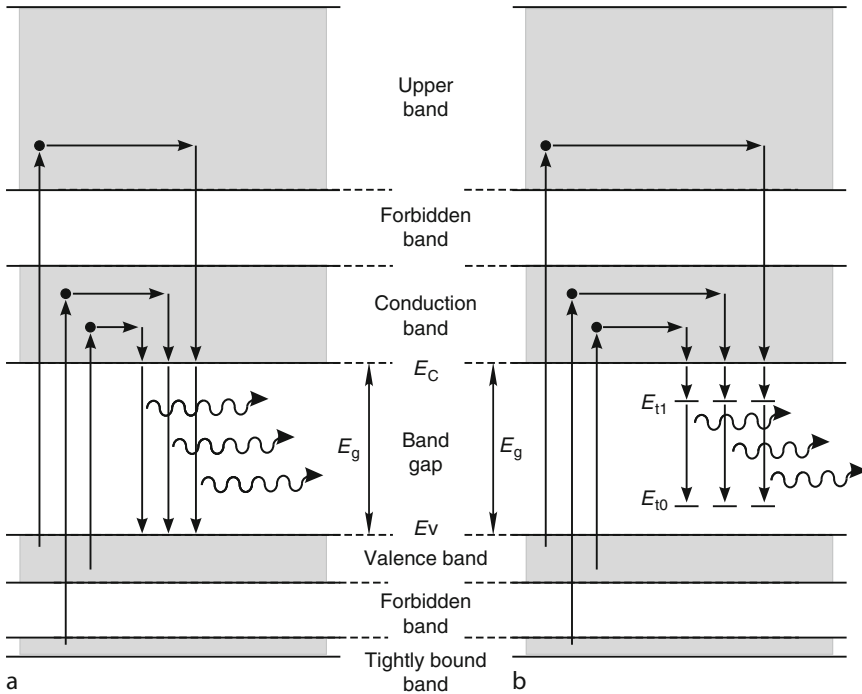 Upper
band
Forbidden
band
Conduction
band
E_C
E_g
Band
gap
E_g
E_t1
E_t0
Ev
Valence band
Forbidden
band
Tightly bound
band
a
b